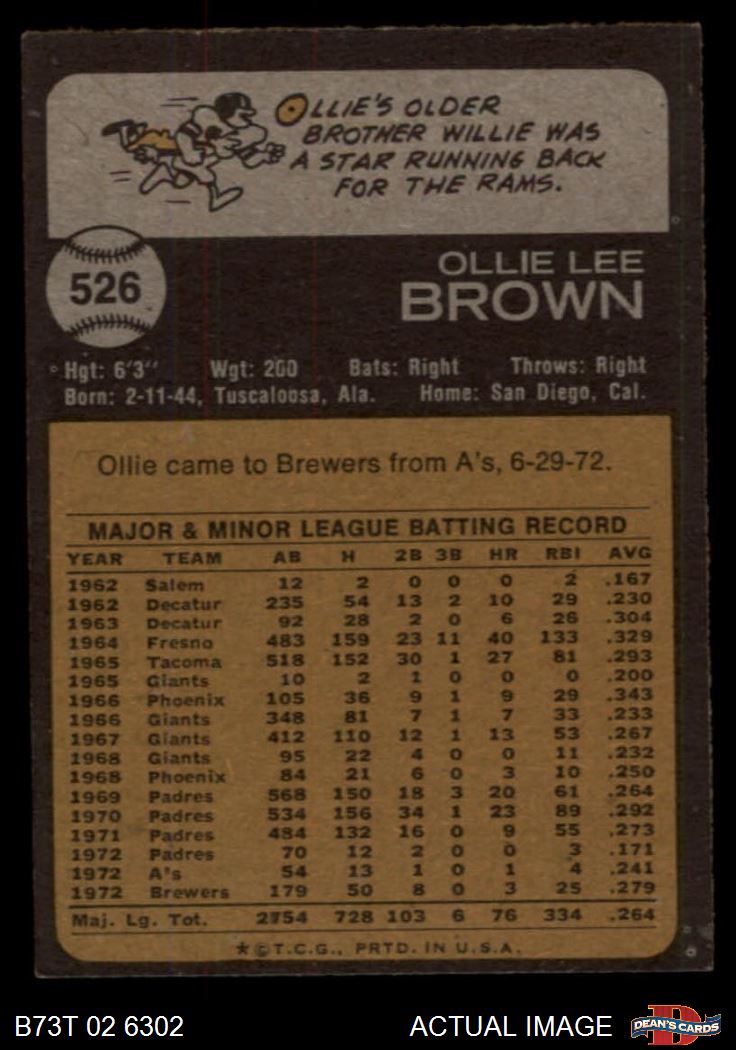 OLLIE'S OLDER
BROTHER WILLIE WAS
A STAR RUNNING BACK
FOR THE RAMS.
526
OLLIE LEE
BROWN
Hgt: 6'3" Wgt: 200 Bats: Right Throws: Right
Born: 2-11-44, Tuscaloosa, Ala. Home: San Diego, Cal.
Ollie came to Brewers from A's, 6-29-72.
MAJOR & MINOR LEAGUE BATTING RECORD
YEAR TEAM AB H 2B 3B HR RBI AVG
1962 Salem 12 2 0 0 0 2 .167
1962 Decatur 235 54 13 2 10 29 .230
1963 Decatur 92 28 2 0 6 26 .304
1964 Fresno 483 159 23 11 40 133 .329
1965 Tacoma 518 152 30 1 27 81 .293
1965 Giants 10 2 1 0 0 0 .200
1966 Phoenix 105 36 9 1 9 29 .343
1966 Giants 348 81 7 1 7 33 .233
1967 Giants 412 110 12 1 13 53 .267
1968 Giants 95 22 4 0 0 11 .232
1968 Phoenix 84 21 6 0 3 10 .250
1969 Padres 568 150 18 3 20 61 .264
1970 Padres 534 156 34 1 23 89 .292
1971 Padres 484 132 16 0 9 55 .273
1972 Padres 70 12 2 0 0 3 .171
1972 A's 54 13 1 0 1 4 .241
1972 Brewers 179 50 8 0 3 25 .279
Maj. Lg. Tot. 2754 728 103 6 76 334 .264
★©T.C.G., PRTD. IN U.S.A.
B73T 02 6302 ACTUAL IMAGE DEAN'S CARDS